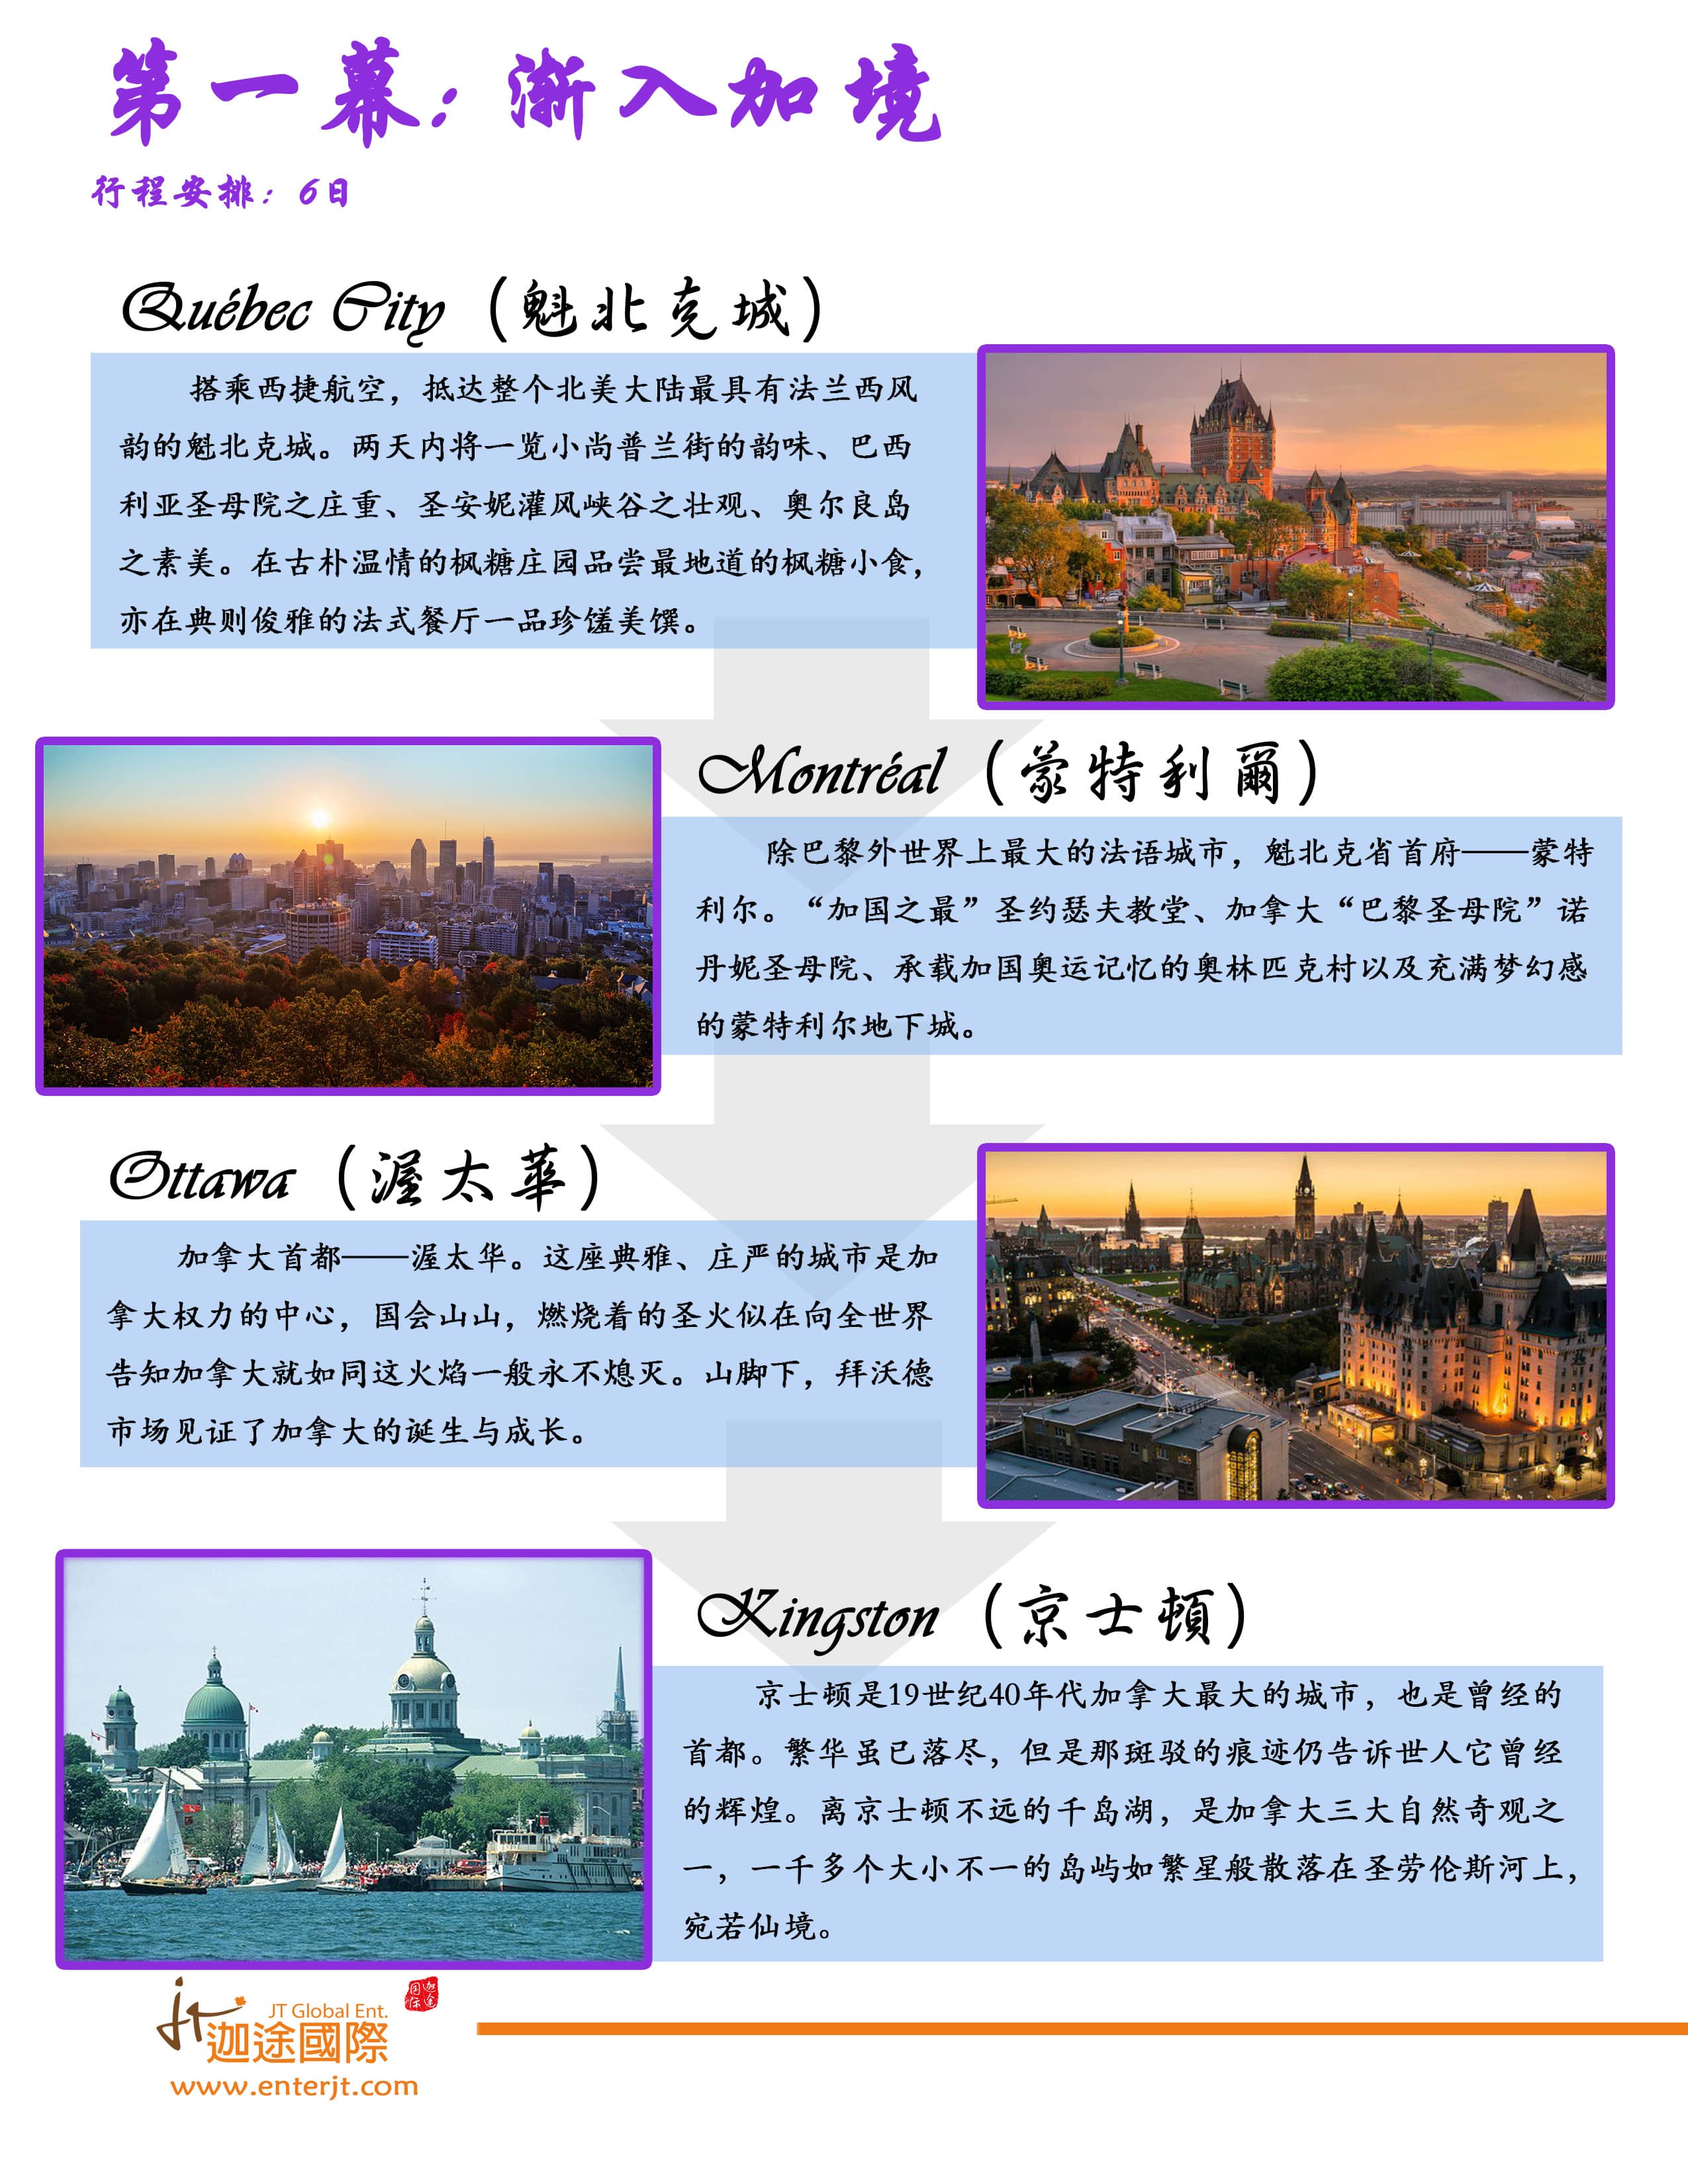 第一幕：渐入加境
行程安排：6日
Québec City（魁北克城）
搭乘西捷航空，抵达整个北美大陆最具有法兰西风
韵的魁北克城。两天内将一览小尚普兰街的韵味、巴西
利亚圣母院之庄重、圣安妮灌风峡谷之壮观、奥尔良岛
之素美。在古朴温情的枫糖庄园品尝最地道的枫糖小食，
亦在典则俊雅的法式餐厅一品珍馐美馔。
Montréal（蒙特利爾）
除巴黎外世界上最大的法语城市，魁北克省首府——蒙特
利尔。“加国之最”圣约瑟夫教堂、加拿大“巴黎圣母院”诺
丹妮圣母院、承载加国奥运记忆的奥林匹克村以及充满梦幻感
的蒙特利尔地下城。
Ottawa（渥太華）
加拿大首都——渥太华。这座典雅、庄严的城市是加
拿大权力的中心，国会山山，燃烧着的圣火似在向全世界
告知加拿大就如同这火焰一般永不熄灭。山脚下，拜沃德
市场见证了加拿大的诞生与成长。
Kingston（京士頓）
京士顿是19世纪40年代加拿大最大的城市，也是曾经的
首都。繁华虽已落尽，但是那斑驳的痕迹仍告诉世人它曾经
的辉煌。离京士顿不远的千岛湖，是加拿大三大自然奇观之
一，一千多个大小不一的岛屿如繁星般散落在圣劳伦斯河上，
宛若仙境。
jt
JT Global Ent.
迦途國際
迦途国际
www.enterjt.com